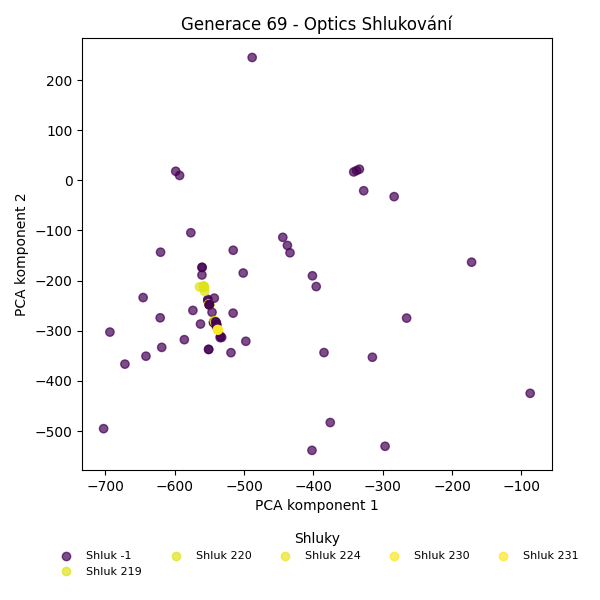 Generace 69 - Optics Shlukování
PCA komponent 2
200
100
0
−100
−200
−300
−400
−500
−700
−600
−500
−400
−300
−200
−100
PCA komponent 1
Shluky
Shluk -1
Shluk 219
Shluk 220
Shluk 224
Shluk 230
Shluk 231